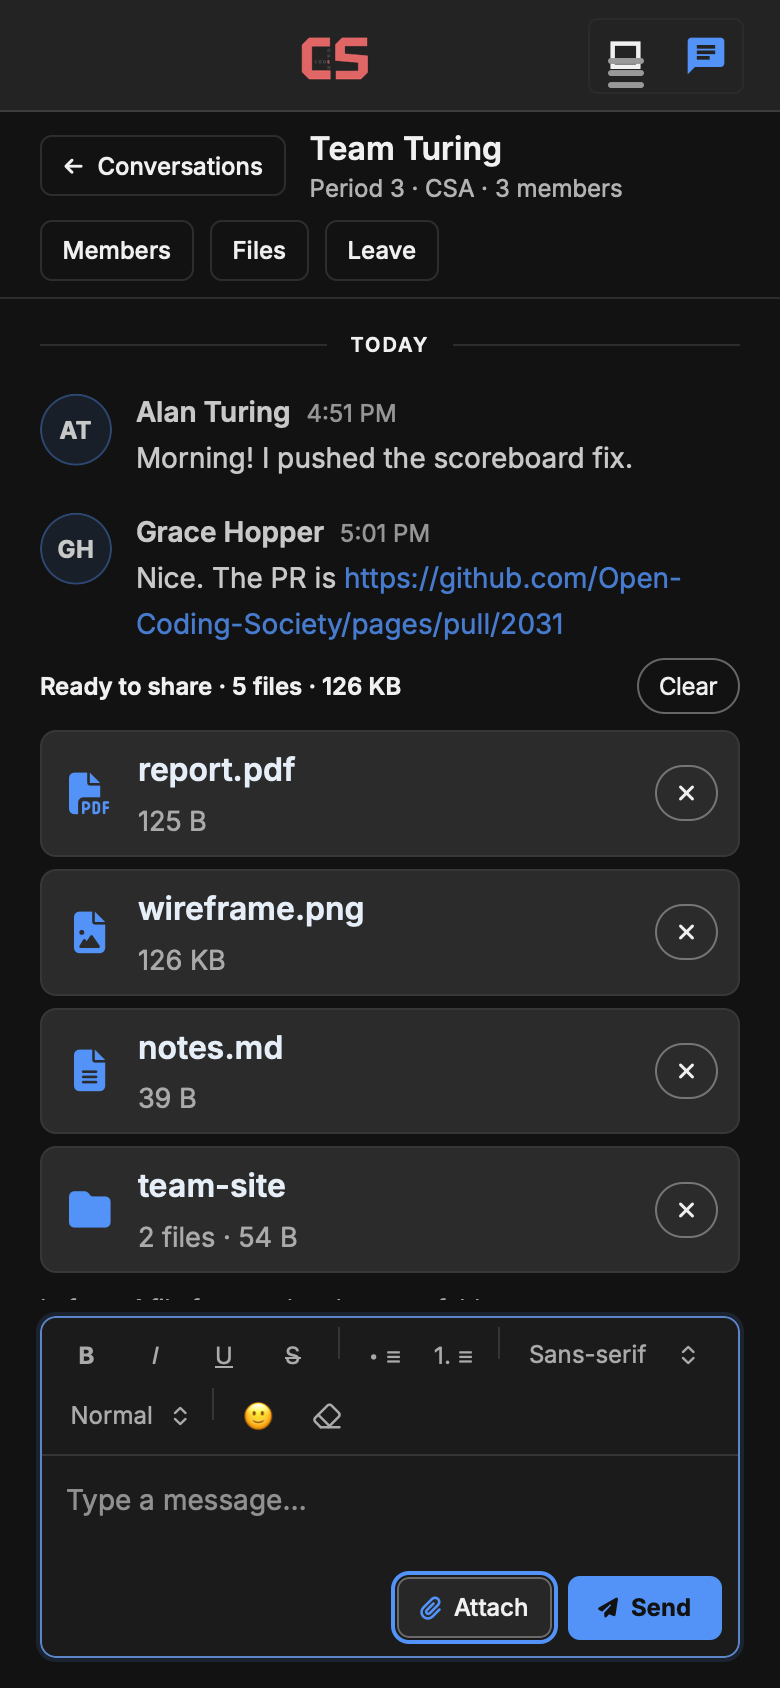 CS
← Conversations
Team Turing
Period 3 · CSA · 3 members
Members
Files
Leave
TODAY
AT
Alan Turing 4:51 PM
Morning! I pushed the scoreboard fix.
GH
Grace Hopper 5:01 PM
Nice. The PR is https://github.com/Open-
Coding-Society/pages/pull/2031
Ready to share · 5 files · 126 KB
Clear
report.pdf
PDF
125 B
wireframe.png
126 KB
notes.md
39 B
team-site
2 files · 54 B
B I U S • ≡ 1. ≡ Sans-serif
Normal
Type a message...
Attach
Send